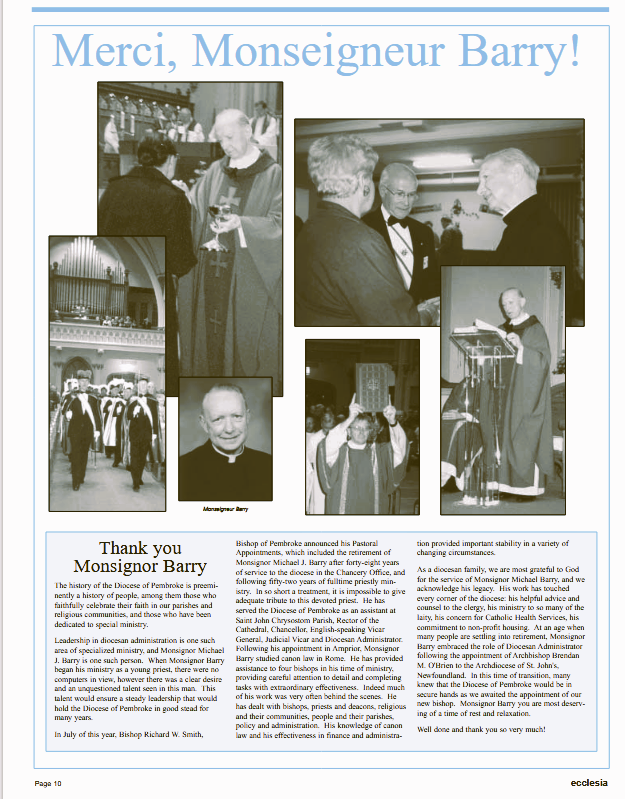 Merci, Monseigneur Barry!
Monseigneur Barry
Thank you
Monsignor Barry
The history of the Diocese of Pembroke is preemi-
nently a history of people, among them those who
faithfully celebrate their faith in our parishes and
religious communities, and those who have been
dedicated to special ministry.
Leadership in diocesan administration is one such
area of specialized ministry, and Monsignor Michael
J. Barry is one such person. When Monsignor Barry
began his ministry as a young priest, there were no
computers in view, however there was a clear desire
and an unquestioned talent seen in this man. This
talent would ensure a steady leadership that would
hold the Diocese of Pembroke in good stead for
many years.
In July of this year, Bishop Richard W. Smith,
Bishop of Pembroke announced his Pastoral
Appointments, which included the retirement of
Monsignor Michael J. Barry after forty-eight years
of service to the diocese in the Chancery Office, and
following fifty-two years of fulltime priestly min-
istry. In so short a treatment, it is impossible to give
adequate tribute to this devoted priest. He has
served the Diocese of Pembroke as an assistant at
Saint John Chrysostom Parish, Rector of the
Cathedral, Chancellor, English-speaking Vicar
General, Judicial Vicar and Diocesan Administrator.
Following his appointment in Arnprior, Monsignor
Barry studied canon law in Rome. He has provided
assistance to four bishops in his time of ministry,
providing careful attention to detail and completing
tasks with extraordinary effectiveness. Indeed much
of his work was very often behind the scenes. He
has dealt with bishops, priests and deacons, religious
and their communities, people and their parishes,
policy and administration. His knowledge of canon
law and his effectiveness in finance and administra-
tion provided important stability in a variety of
changing circumstances.
As a diocesan family, we are most grateful to God
for the service of Monsignor Michael Barry, and we
acknowledge his legacy. His work has touched
every corner of the diocese: his helpful advice and
counsel to the clergy, his ministry to so many of the
laity, his concern for Catholic Health Services, his
commitment to non-profit housing. At an age when
many people are settling into retirement, Monsignor
Barry embraced the role of Diocesan Administrator
following the appointment of Archbishop Brendan
M. O'Brien to the Archdiocese of St. John's,
Newfoundland. In this time of transition, many
knew that the Diocese of Pembroke would be in
secure hands as we awaited the appointment of our
new bishop. Monsignor Barry you are most deserv-
ing of a time of rest and relaxation.
Well done and thank you so very much!
Page 10
ecclesia